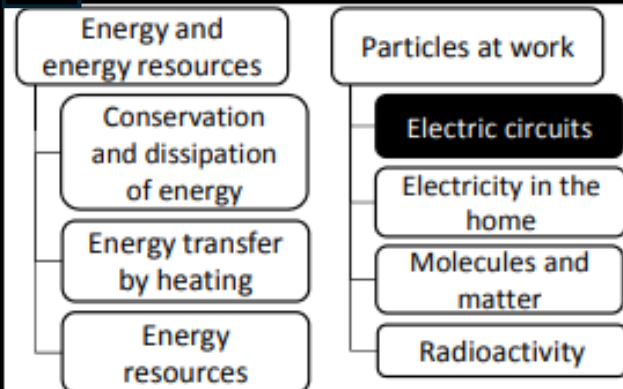 Energy and
energy resources
Conservation
and dissipation
of energy
Energy transfer
by heating
Energy
resources
Particles at work
Electric circuits
Electricity in the
home
Molecules and
matter
Radioactivity